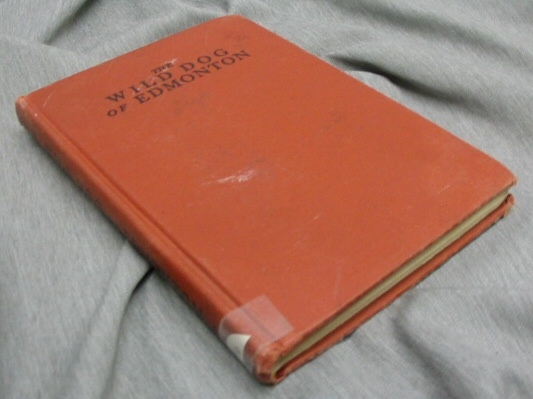 THE
WILD DOG
OF EDMONTON